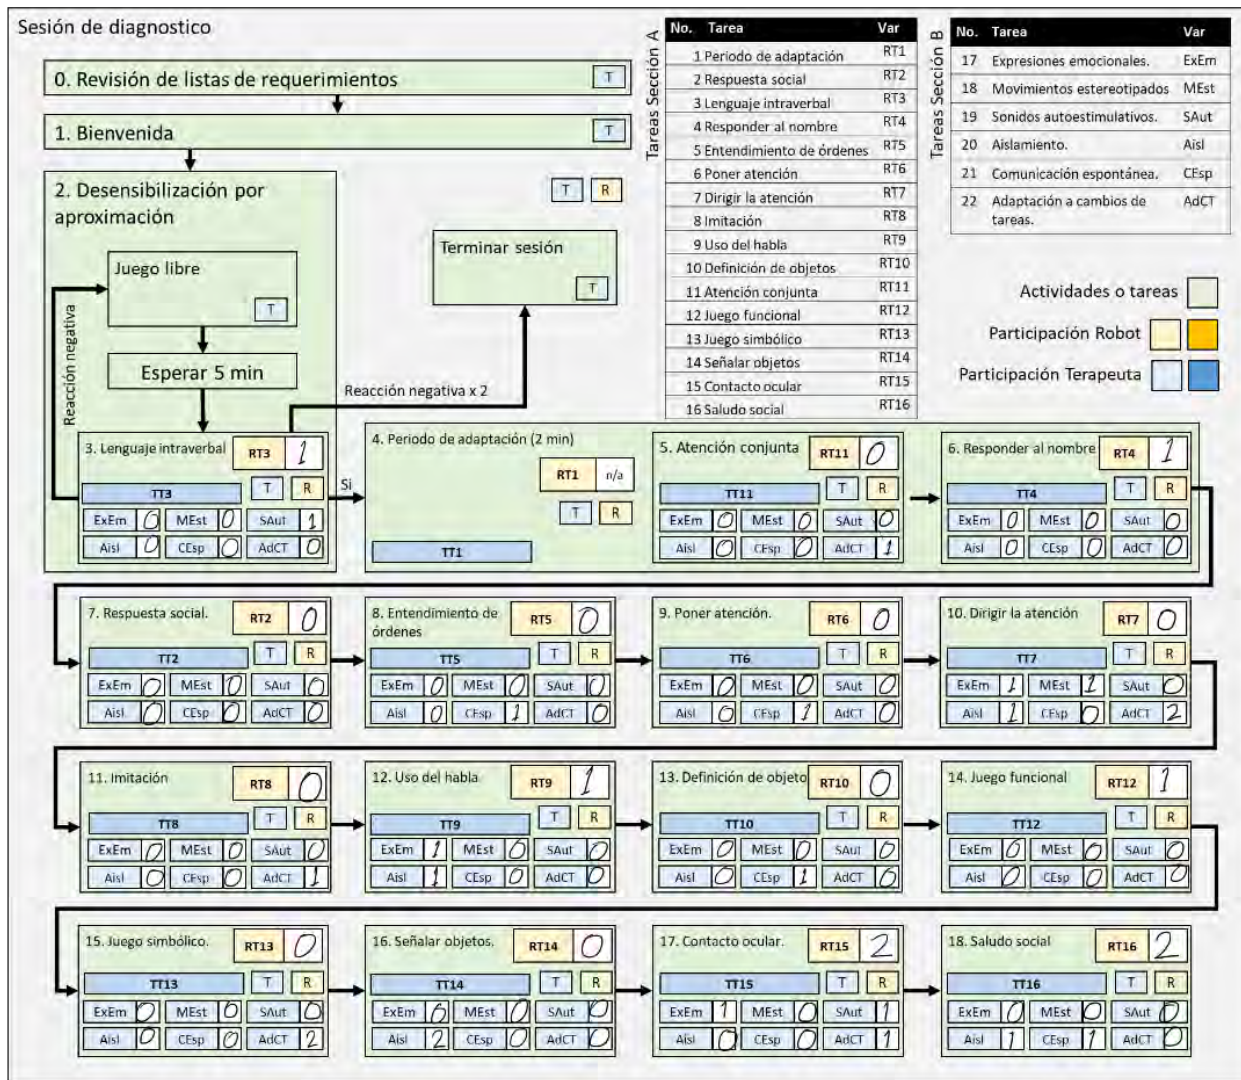 Sesión de diagnostico
0. Revisión de listas de requerimientos
T
1. Bienvenida
T
2. Desensibilización por
aproximación
T R
Juego libre
T
Esperar 5 min
Reacción negativa
Terminar sesión
T
Reacción negativa x 2
Si
Tareas Sección A
No. Tarea Var
1 Periodo de adaptación RT1
2 Respuesta social RT2
3 Lenguaje intraverbal RT3
4 Responder al nombre RT4
5 Entendimiento de órdenes RT5
6 Poner atención RT6
7 Dirigir la atención RT7
8 Imitación RT8
9 Uso del habla RT9
10 Definición de objetos RT10
11 Atención conjunta RT11
12 Juego funcional RT12
13 Juego simbólico RT13
14 Señalar objetos RT14
15 Contacto ocular RT15
16 Saludo social RT16
Tareas Sección B
No. Tarea Var
17 Expresiones emocionales. ExEm
18 Movimientos estereotipados MEst
19 Sonidos autoestimulativos. SAut
20 Aislamiento. Aisl
21 Comunicación espontánea. CEsp
22 Adaptación a cambios de AdCT
tareas.
Actividades o tareas
Participación Robot
Participación Terapeuta
3. Lenguaje intraverbal RT3 1
TT3 T R
ExEm 0 MEst 0 SAut 1
Aisl 0 CEsp 0 AdCT 0
4. Periodo de adaptación (2 min)
RT1 n/a
T R
TT1
5. Atención conjunta RT11 0
TT11 T R
ExEm 0 MEst 0 SAut 0
Aisl 0 CEsp 0 AdCT 1
6. Responder al nombre RT4 1
TT4 T R
ExEm 0 MEst 0 SAut 0
Aisl 0 CEsp 0 AdCT 0
7. Respuesta social. RT2 0
TT2 T R
ExEm 0 MEst 0 SAut 0
Aisl 0 CEsp 0 AdCT 0
8. Entendimiento de
órdenes RT5 0
TT5 T R
ExEm 0 MEst 0 SAut 0
Aisl 0 CEsp 1 AdCT 0
9. Poner atención. RT6 0
TT6 T R
ExEm 0 MEst 0 SAut 0
Aisl 0 CEsp 1 AdCT 0
10. Dirigir la atención RT7 0
TT7 T R
ExEm 1 MEst 1 SAut 0
Aisl 1 CEsp 0 AdCT 2
11. Imitación RT8 0
TT8 T R
ExEm 0 MEst 0 SAut 0
Aisl 0 CEsp 0 AdCT 1
12. Uso del habla RT9 1
TT9 T R
ExEm 1 MEst 0 SAut 0
Aisl 1 CEsp 0 AdCT 0
13. Definición de objeto RT10 0
TT10 T R
ExEm 0 MEst 0 SAut 0
Aisl 0 CEsp 1 AdCT 0
14. Juego funcional RT12 1
TT12 T R
ExEm 0 MEst 0 SAut 0
Aisl 0 CEsp 0 AdCT 0
15. Juego simbólico. RT13 0
TT13 T R
ExEm 0 MEst 0 SAut 0
Aisl 0 CEsp 0 AdCT 2
16. Señalar objetos. RT14 0
TT14 T R
ExEm 0 MEst 0 SAut 0
Aisl 2 CEsp 0 AdCT 0
17. Contacto ocular. RT15 2
TT15 T R
ExEm 1 MEst 0 SAut 1
Aisl 0 CEsp 0 AdCT 1
18. Saludo social RT16 2
TT16 T R
ExEm 0 MEst 0 SAut 0
Aisl 1 CEsp 1 AdCT 0